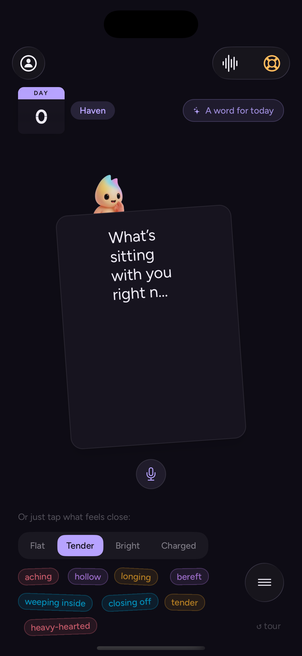 DAY
0
Haven
A word for today
What's
sitting
with you
right n...
Or just tap what feels close:
Flat Tender Bright Charged
aching hollow longing bereft
weeping inside closing off tender
heavy-hearted
↺ tour